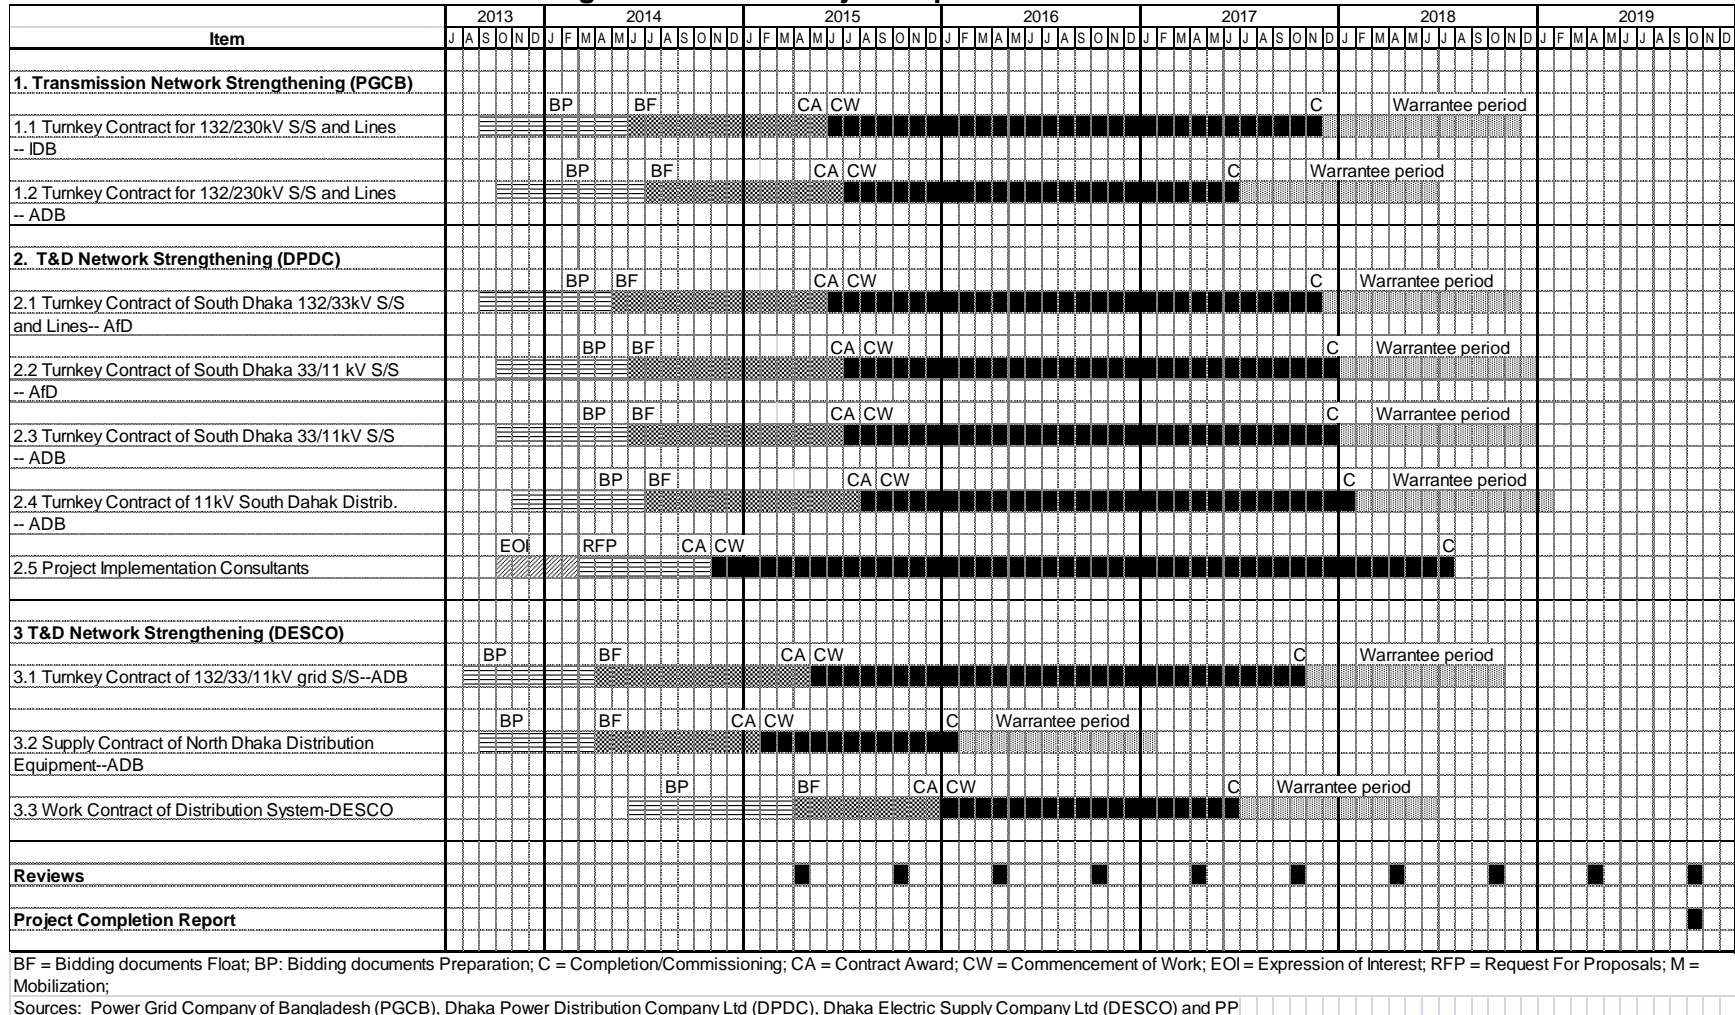 2013 2014 2015 2016 2017 2018 2019
Item J A S O N D J F M A M J J A S O N D J F M A M J J A S O N D J F M A M J J A S O N D J F M A M J J A S O N D J F M A M J J A S O N D J F M A M J J A S O N D
1. Transmission Network Strengthening (PGCB)
BP BF CA CW C Warrantee period
1.1 Turnkey Contract for 132/230kV S/S and Lines
-- IDB
BP BF CA CW C Warrantee period
1.2 Turnkey Contract for 132/230kV S/S and Lines
-- ADB
2. T&D Network Strengthening (DPDC)
BP BF CA CW C Warrantee period
2.1 Turnkey Contract of South Dhaka 132/33kV S/S
and Lines-- AfD
BP BF CA CW C Warrantee period
2.2 Turnkey Contract of South Dhaka 33/11 kV S/S
-- AfD
BP BF CA CW C Warrantee period
2.3 Turnkey Contract of South Dhaka 33/11kV S/S
-- ADB
BP BF CA CW C Warrantee period
2.4 Turnkey Contract of 11kV South Dahak Distrib.
-- ADB
EOI RFP CA CW C
2.5 Project Implementation Consultants
3 T&D Network Strengthening (DESCO)
BP BF CA CW C Warrantee period
3.1 Turnkey Contract of 132/33/11kV grid S/S--ADB
BP BF CA CW C Warrantee period
3.2 Supply Contract of North Dhaka Distribution
Equipment--ADB
BP BF CA CW C Warrantee period
3.3 Work Contract of Distribution System-DESCO
Reviews
Project Completion Report
BF = Bidding documents Float; BP: Bidding documents Preparation; C = Completion/Commissioning; CA = Contract Award; CW = Commencement of Work; EOI = Expression of Interest; RFP = Request For Proposals; M =
Mobilization;
Sources: Power Grid Company of Bangladesh (PGCB), Dhaka Power Distribution Company Ltd (DPDC), Dhaka Electric Supply Company Ltd (DESCO) and PP